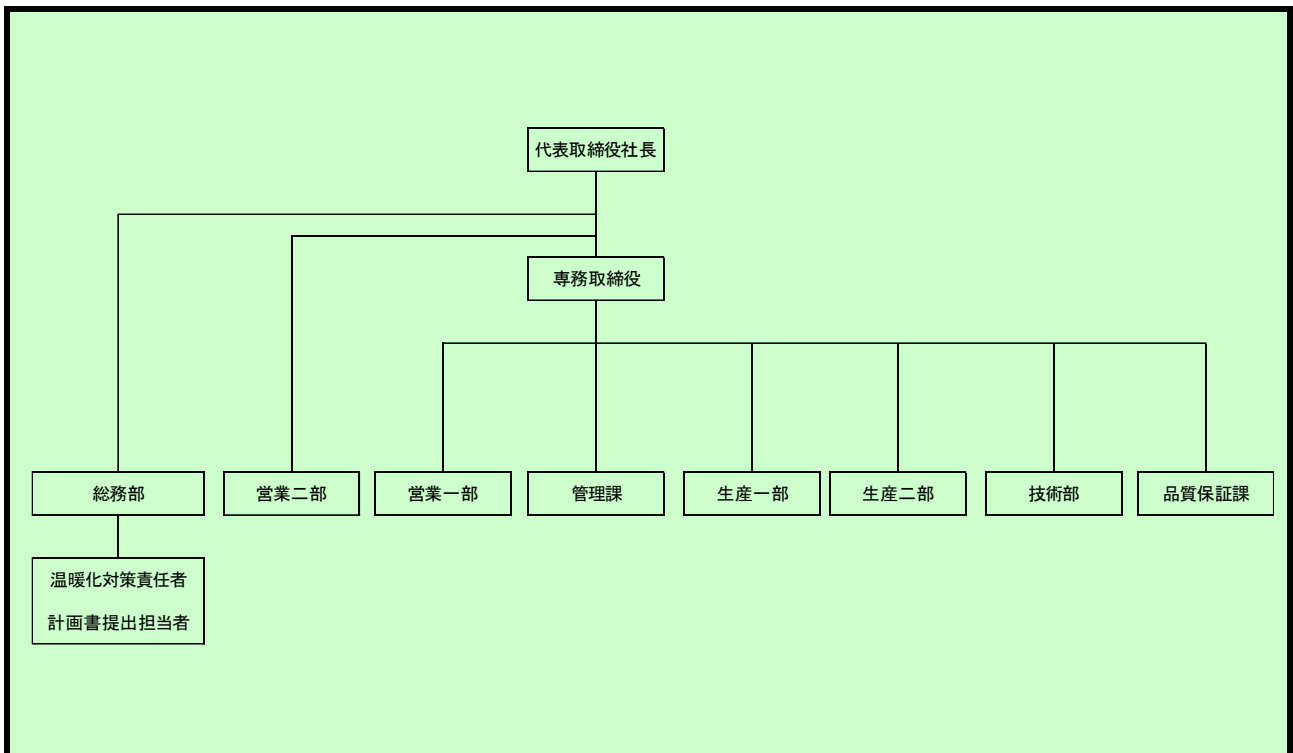 代表取締役社長
専務取締役
総務部
営業二部
営業一部
管理課
生産一部
生産二部
技術部
品質保証課
温暖化対策責任者
計画書提出担当者